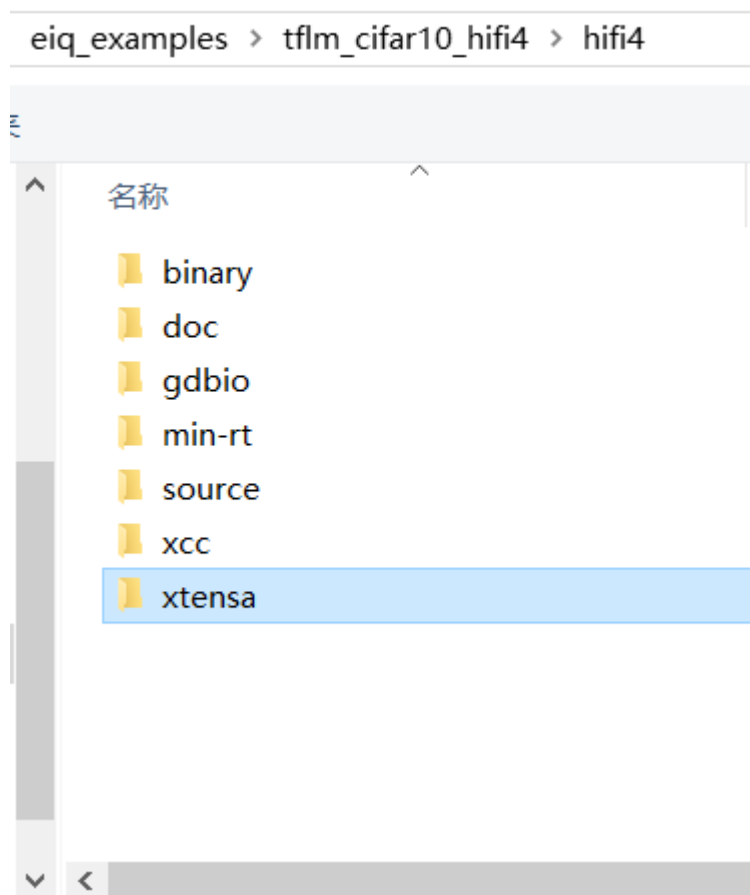 eiq_examples > tflm_cifar10_hifi4 > hifi4
名称
binary
doc
gdbio
min-rt
source
xcc
xtensa